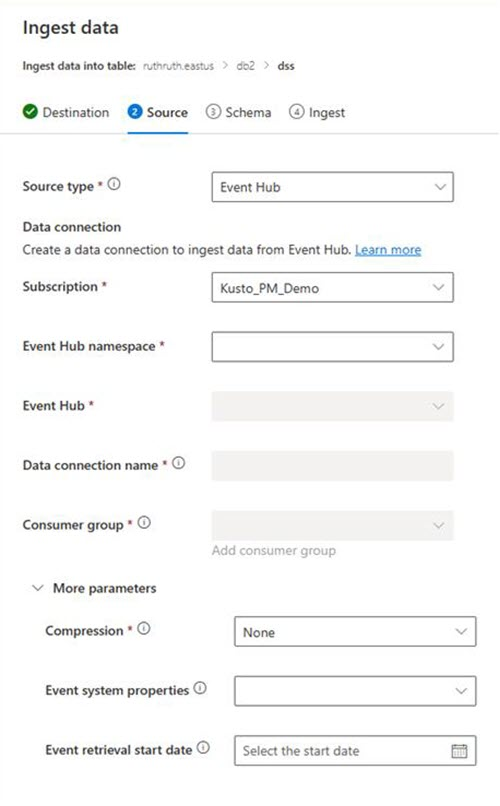 Ingest data
Ingest data into table: ruthruth.eastus > db2 > dss
Destination 2 Source 3 Schema 4 Ingest
Source type * Event Hub
Data connection
Create a data connection to ingest data from Event Hub. Learn more
Subscription * Kusto_PM_Demo
Event Hub namespace *
Event Hub *
Data connection name *
Consumer group *
Add consumer group
More parameters
Compression * None
Event system properties
Event retrieval start date Select the start date